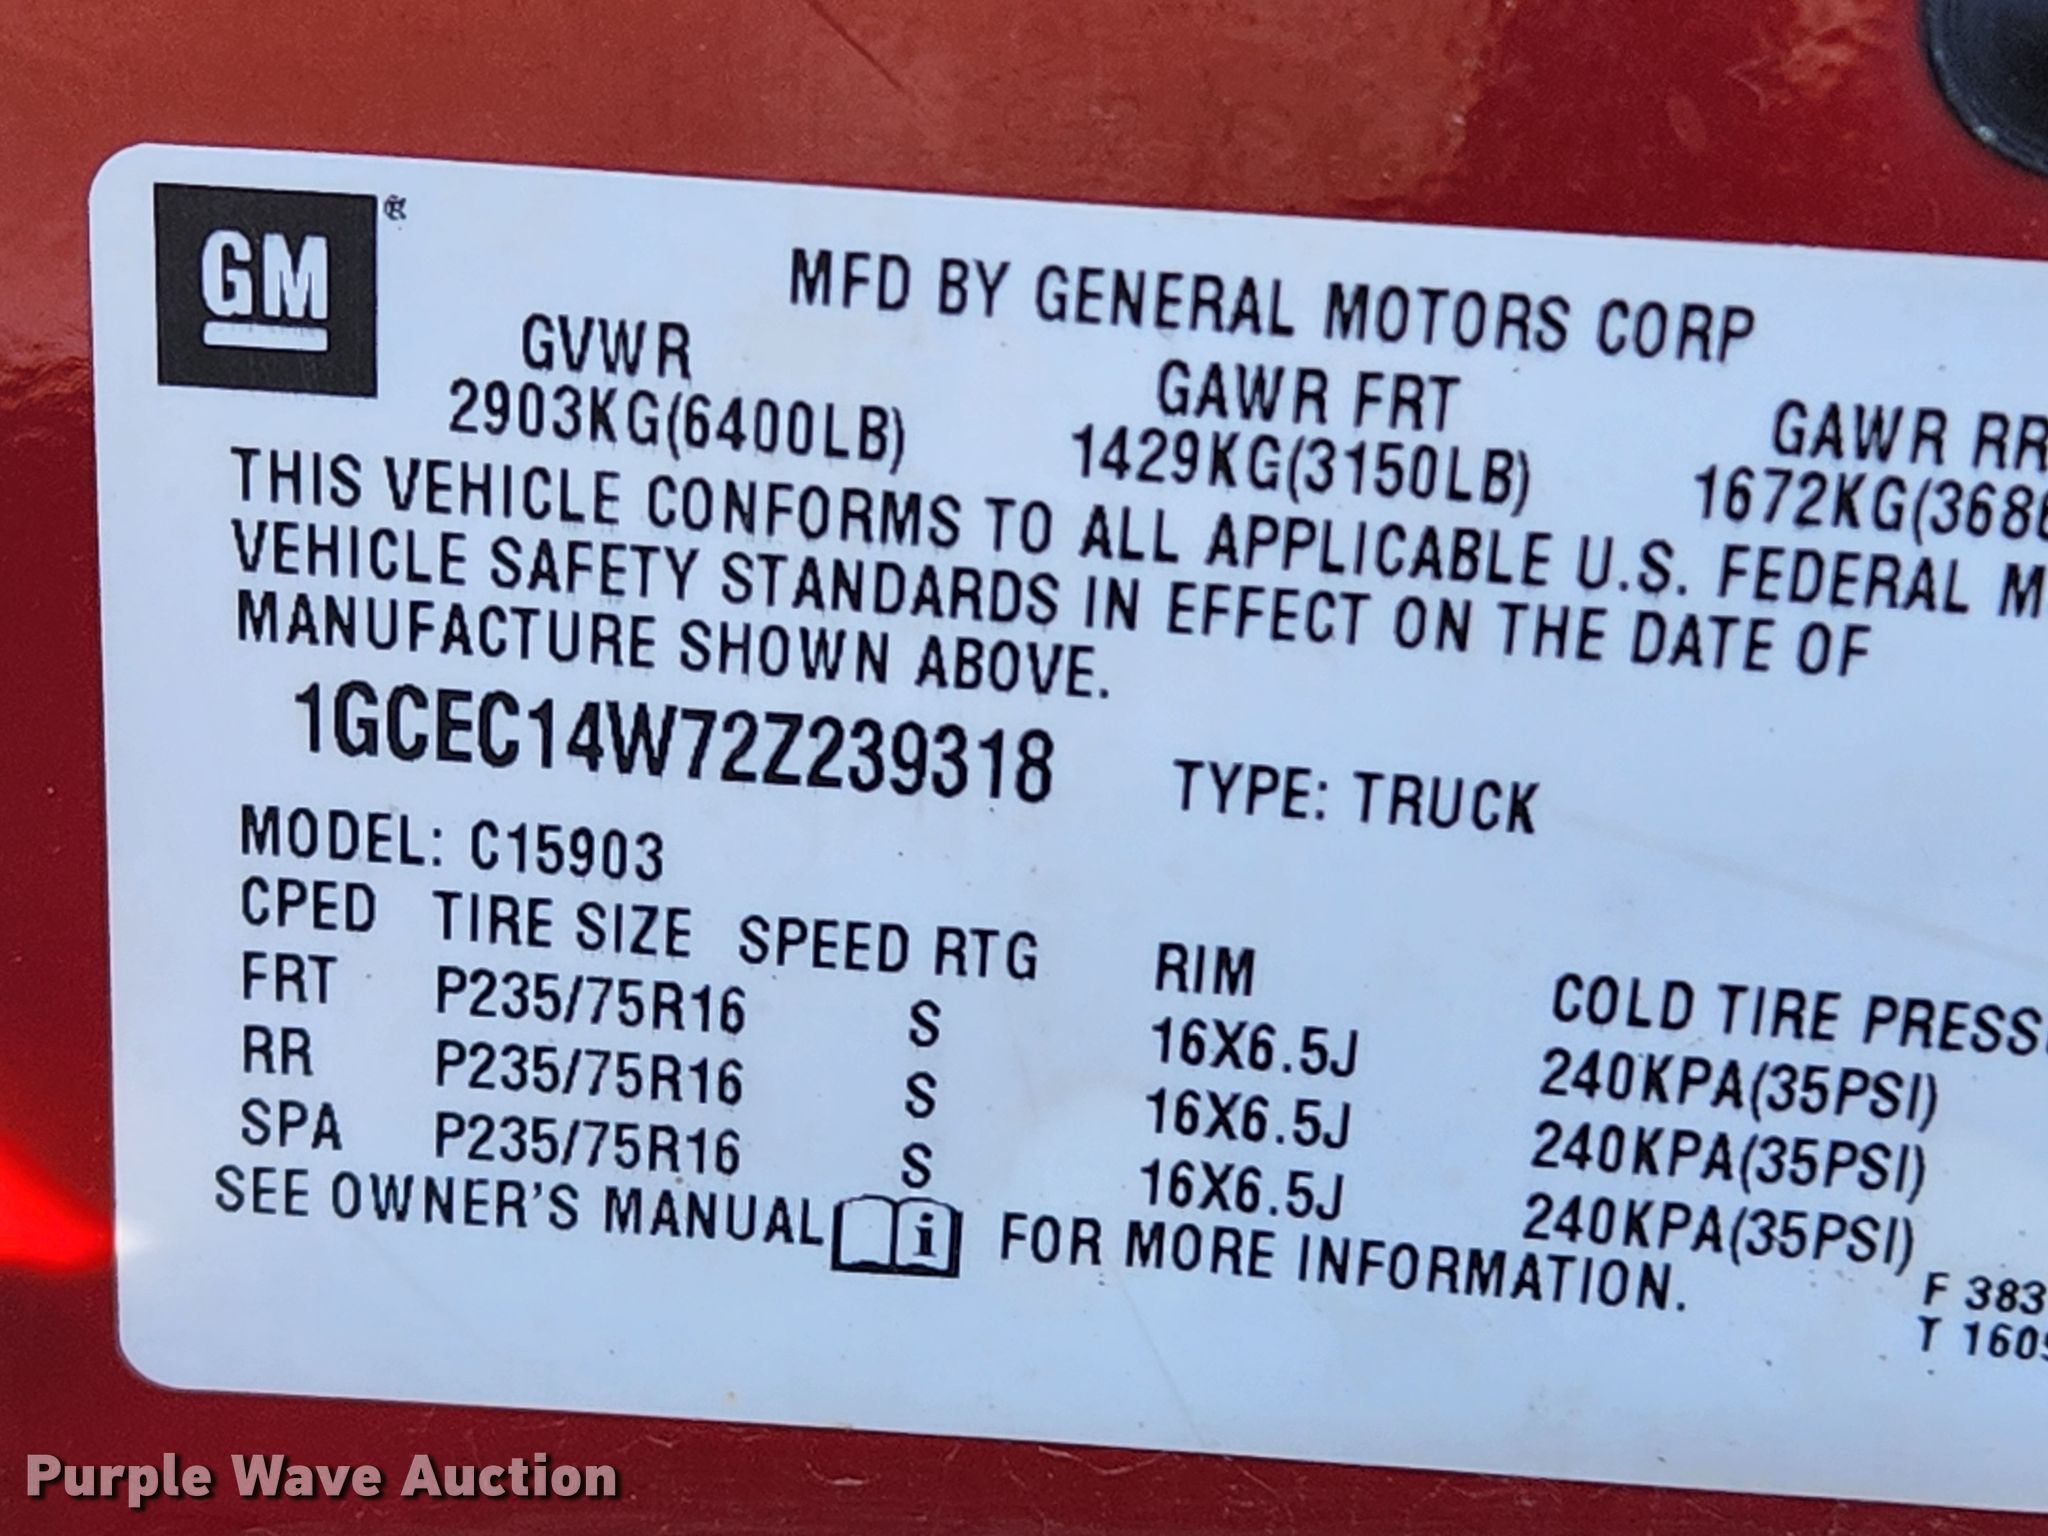 GM
MFD BY GENERAL MOTORS CORP
GVWR GAWR FRT GAWR RR
2903KG(6400LB) 1429KG(3150LB) 1672KG(368
THIS VEHICLE CONFORMS TO ALL APPLICABLE U.S. FEDERAL M
VEHICLE SAFETY STANDARDS IN EFFECT ON THE DATE OF
MANUFACTURE SHOWN ABOVE.
1GCEC14W72Z239318 TYPE: TRUCK
MODEL: C15903
CPED TIRE SIZE SPEED RTG RIM COLD TIRE PRESS
FRT P235/75R16 S 16X6.5J 240KPA(35PSI)
RR P235/75R16 S 16X6.5J 240KPA(35PSI)
SPA P235/75R16 S 16X6.5J 240KPA(35PSI)
SEE OWNER'S MANUAL i FOR MORE INFORMATION.
F 383
T 1605
Purple Wave Auction